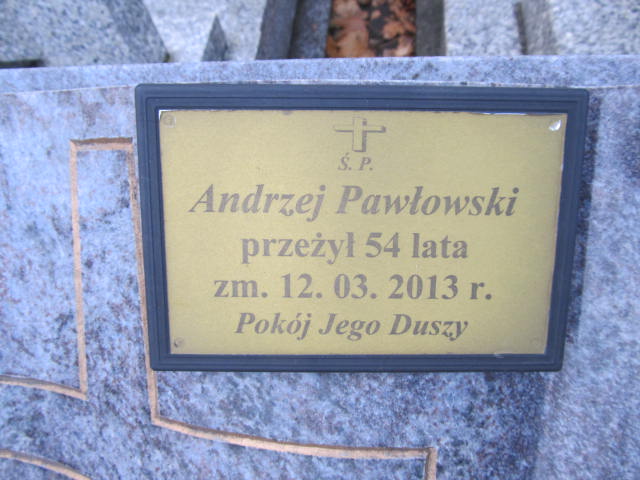 Ś. P.
Andrzej Pawłowski
przeżył 54 lata
zm. 12. 03. 2013 r.
Pokój Jego Duszy